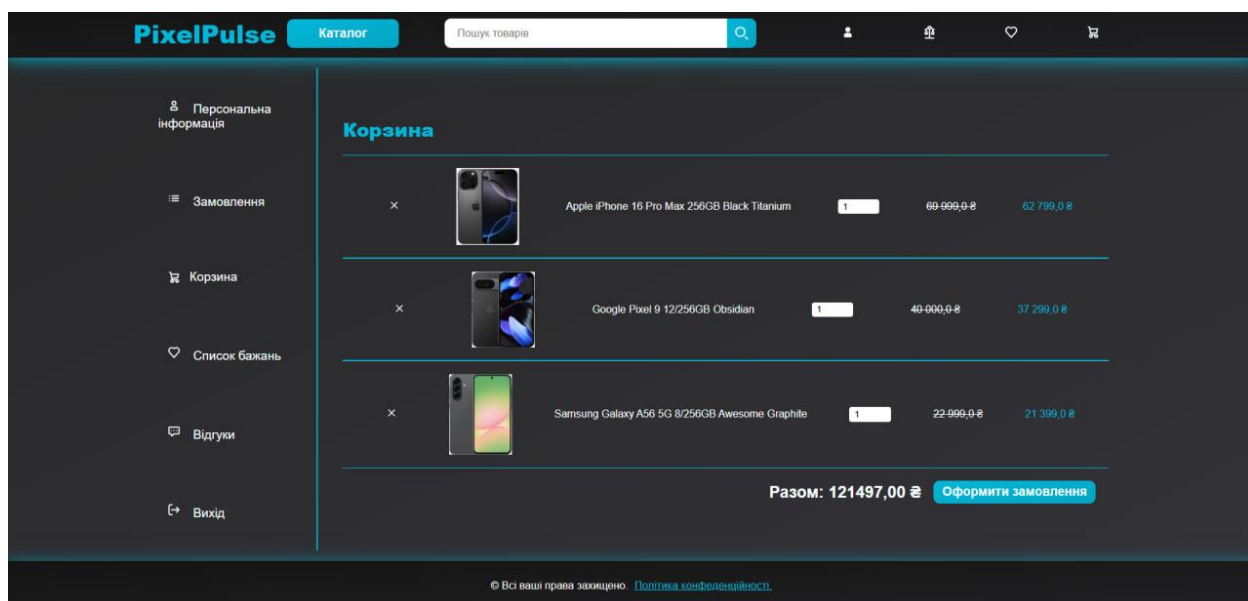 PixelPulse
Каталог
Пошук товарів
Персональна
інформація
Замовлення
Корзина
Список бажань
Відгуки
Вихід
Корзина
Apple iPhone 16 Pro Max 256GB Black Titanium 1 69 999,0 ₴ 62 799,0 ₴
Google Pixel 9 12/256GB Obsidian 1 40 000,0 ₴ 37 299,0 ₴
Samsung Galaxy A56 5G 8/256GB Awesome Graphite 1 22 999,0 ₴ 21 399,0 ₴
Разом: 121497,00 ₴ Оформити замовлення
© Всі ваші права захищено. Політика конфеденційності.